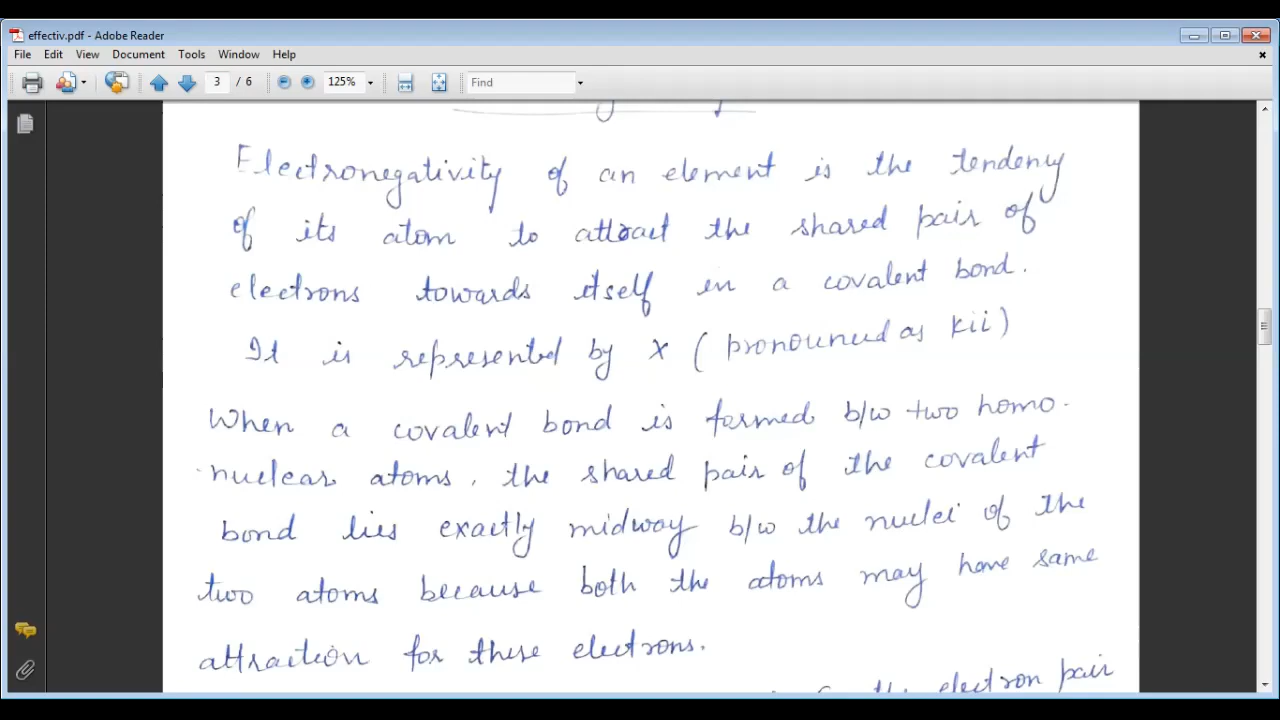 effectiv.pdf - Adobe Reader
File Edit View Document Tools Window Help
3 / 6 125% Find
Electronegativity of an element is the tendency
of its atom to attract the shared pair of
electrons towards itself in a covalent bond.
It is represented by X (pronouned as kii)
When a covalent bond is formed b/w two homo-
nuclear atoms, the shared pair of the covalent
bond lies exactly midway b/w the nuclei of the
two atoms because both the atoms may have same
attraction for these electrons.
the electron pair